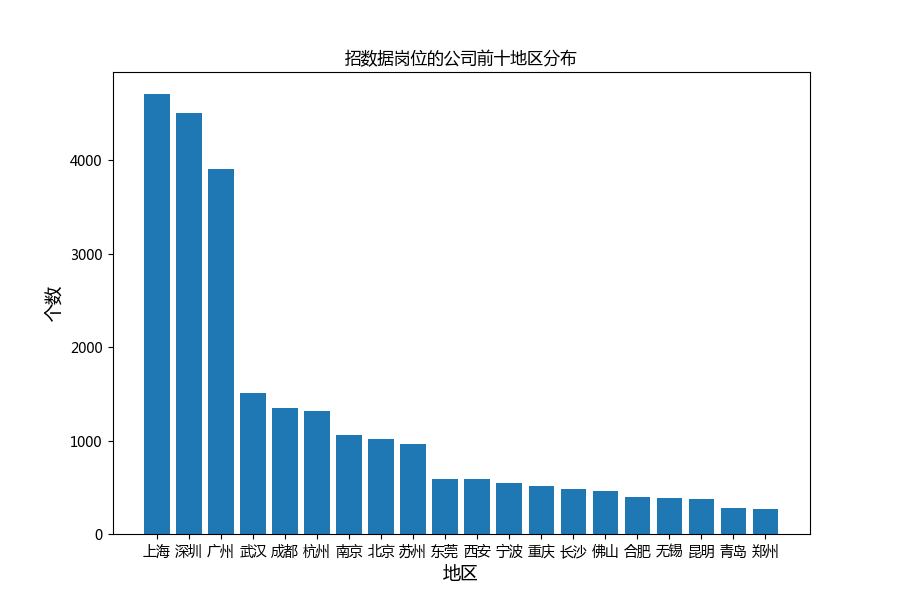 招数据岗位的公司前十地区分布
个数
4000
3000
2000
1000
0
上海 深圳 广州 武汉 成都 杭州 南京 北京 苏州 东莞 西安 宁波 重庆 长沙 佛山 合肥 无锡 昆明 青岛 郑州
地区